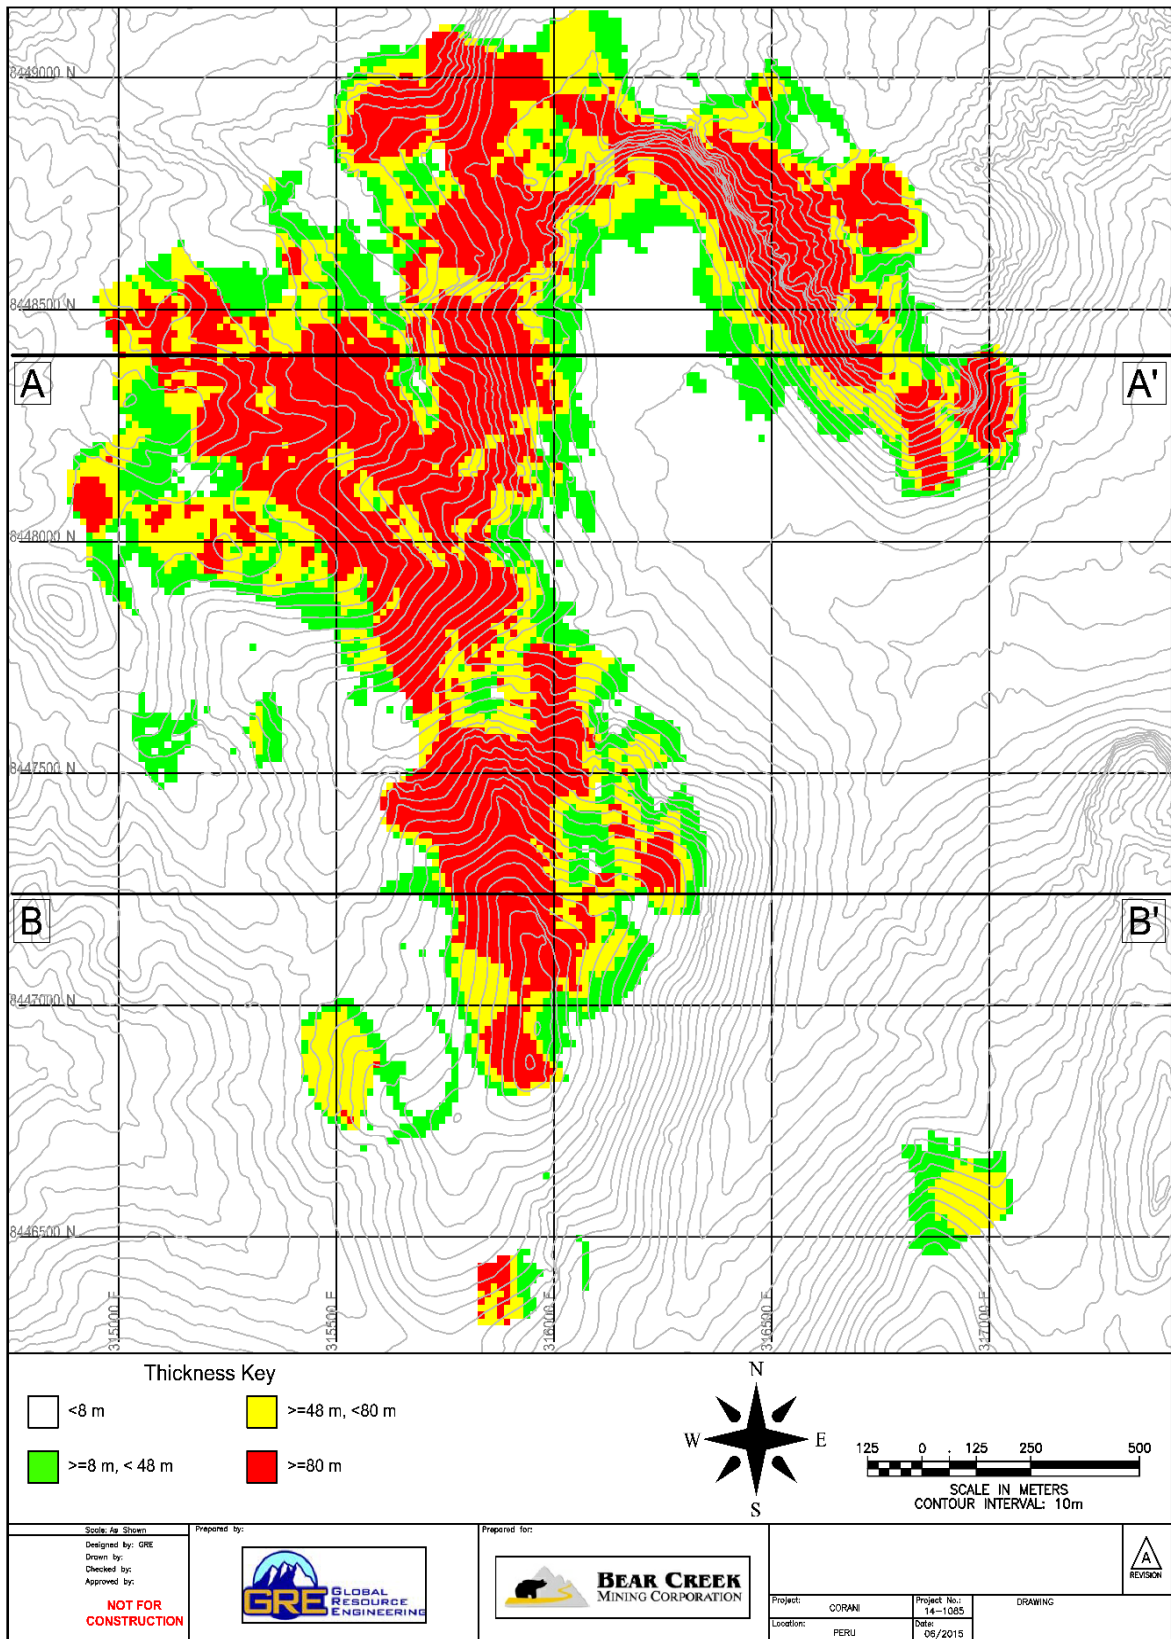 8449000 N
8448500 N
A
A'
8448000 N
8447500 N
B
B'
8447000 N
8446500 N
315000 E
315500 E
316000 E
316500 E
317000 E
Thickness Key
<8 m
>=48 m, <80 m
>=8 m, < 48 m
>=80 m
N
W
E
S
125 0 . 125 250 500
SCALE IN METERS
CONTOUR INTERVAL: 10m
Scale: As Shown
Designed by: GRE
Drawn by:
Checked by:
Approved by:
NOT FOR
CONSTRUCTION
Prepared by:
GRE GLOBAL
RESOURCE
ENGINEERING
Prepared for:
BEAR CREEK
MINING CORPORATION
A
REVISION
Project: CORANI
Project No.:
14-1085
DRAWING
Location: PERU
Date:
06/2015